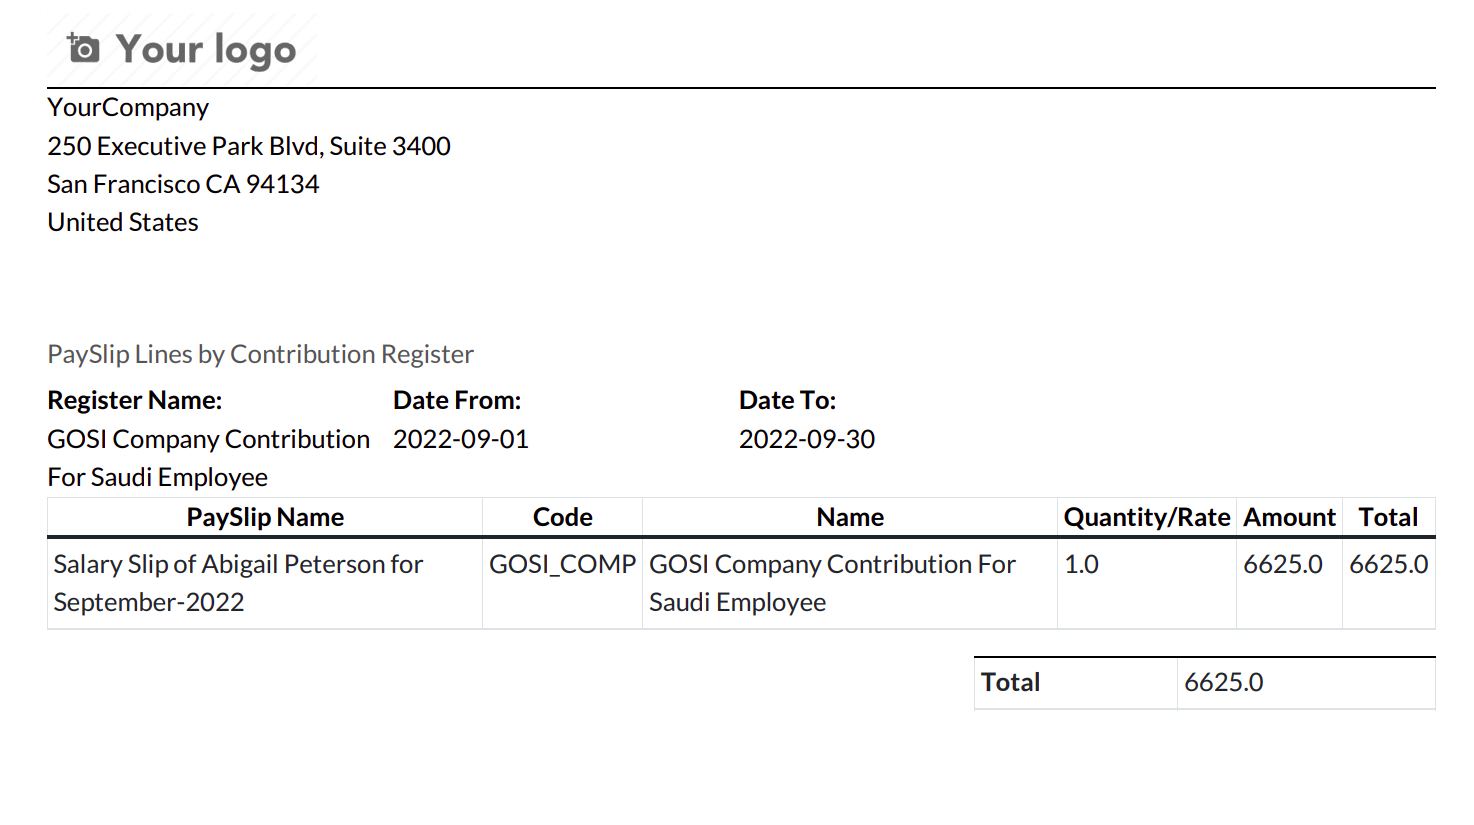 Your logo
YourCompany
250 Executive Park Blvd, Suite 3400
San Francisco CA 94134
United States
PaySlip Lines by Contribution Register
Register Name: Date From: Date To:
GOSI Company Contribution 2022-09-01 2022-09-30
For Saudi Employee
PaySlip Name Code Name Quantity/Rate Amount Total
Salary Slip of Abigail Peterson for GOSI_COMP GOSI Company Contribution For 1.0 6625.0 6625.0
September-2022 Saudi Employee
Total 6625.0